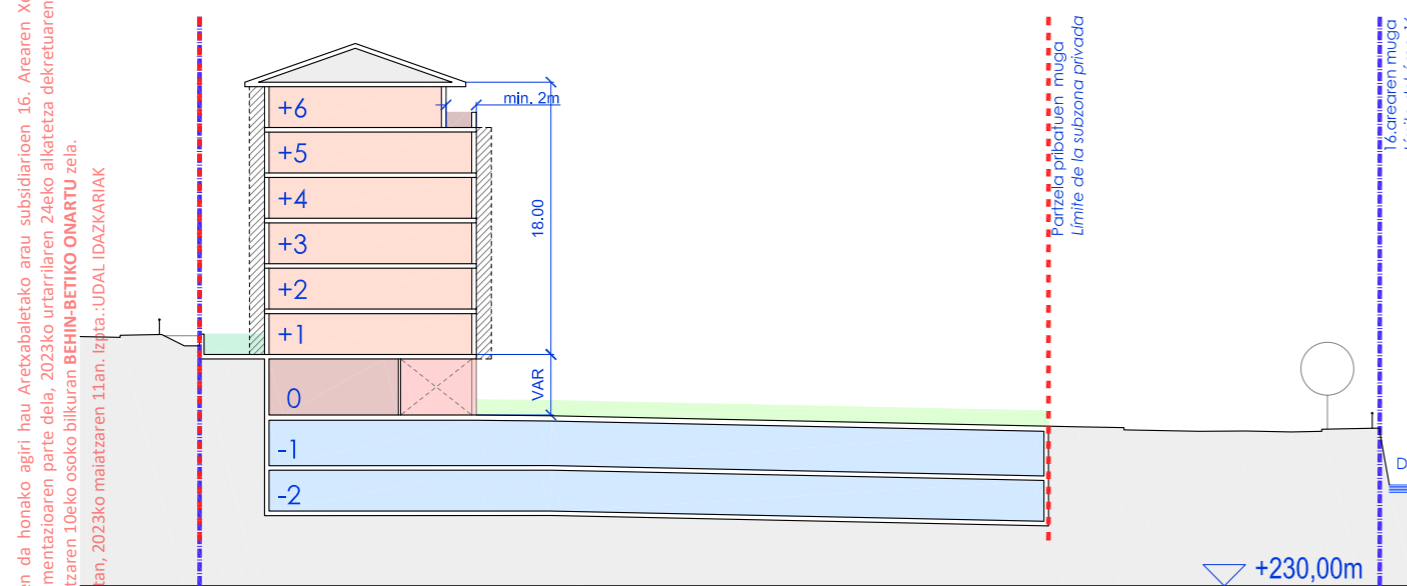 en da honako agiri hau Aretxabaletako arau subsidiarioen 16. Arearen Xe
mentazioaren parte dela, 2023ko urtarrilaren 24eko alkatetza dekretuaren
tzaren 10eko osoko bilkuran BEHIN-BETIKO ONARTU zela.
tan, 2023ko maiatzaren 11an. Izpta.:UDAL IDAZKARIAK
+6
+5
+4
+3
+2
+1
0
-1
-2
min. 2m
18.00
VAR
Partzela pribatuen muga
Límite de la subzona privada
16.arearen muga
D
+230,00m